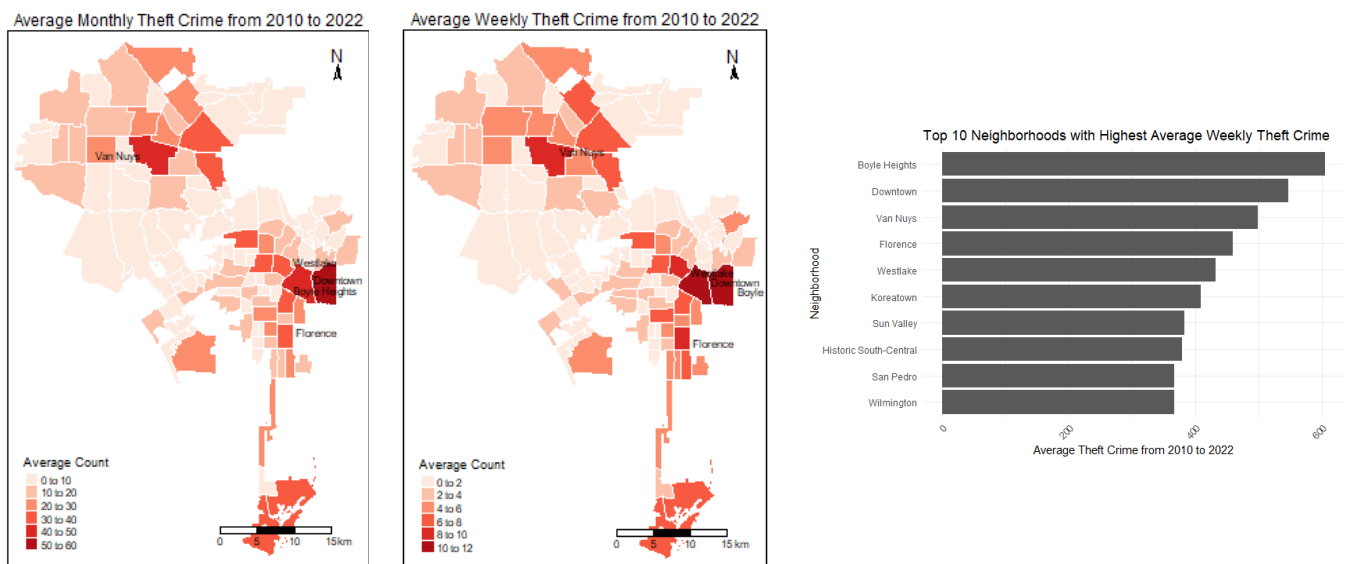 Average Monthly Theft Crime from 2010 to 2022
N
Van Nuys
Westlake
Downtown
Boyle Heights
Florence
Average Count
0 to 10
10 to 20
20 to 30
30 to 40
40 to 50
50 to 60
0 5 10 15 km
Average Weekly Theft Crime from 2010 to 2022
N
Van Nuys
Westlake
Downtown
Boyle
Florence
Average Count
0 to 2
2 to 4
4 to 6
6 to 8
8 to 10
10 to 12
0 5 10 15 km
Top 10 Neighborhoods with Highest Average Weekly Theft Crime
Neighborhood
Boyle Heights
Downtown
Van Nuys
Florence
Westlake
Koreatown
Sun Valley
Historic South-Central
San Pedro
Wilmington
0 200 400 600
Average Theft Crime from 2010 to 2022